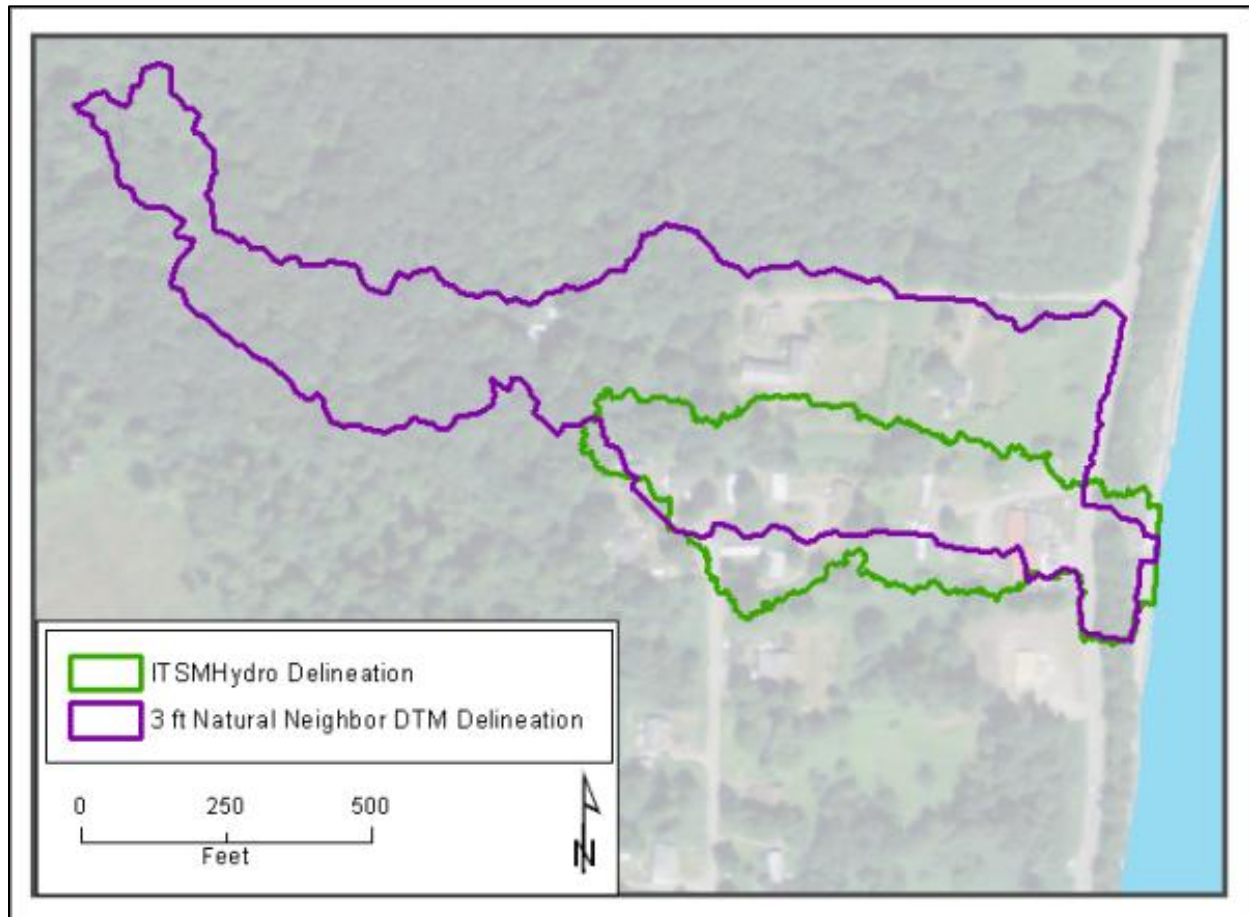 ITSMHydro Delineation
3 ft Natural Neighbor DTM Delineation
0 250 500
Feet
N